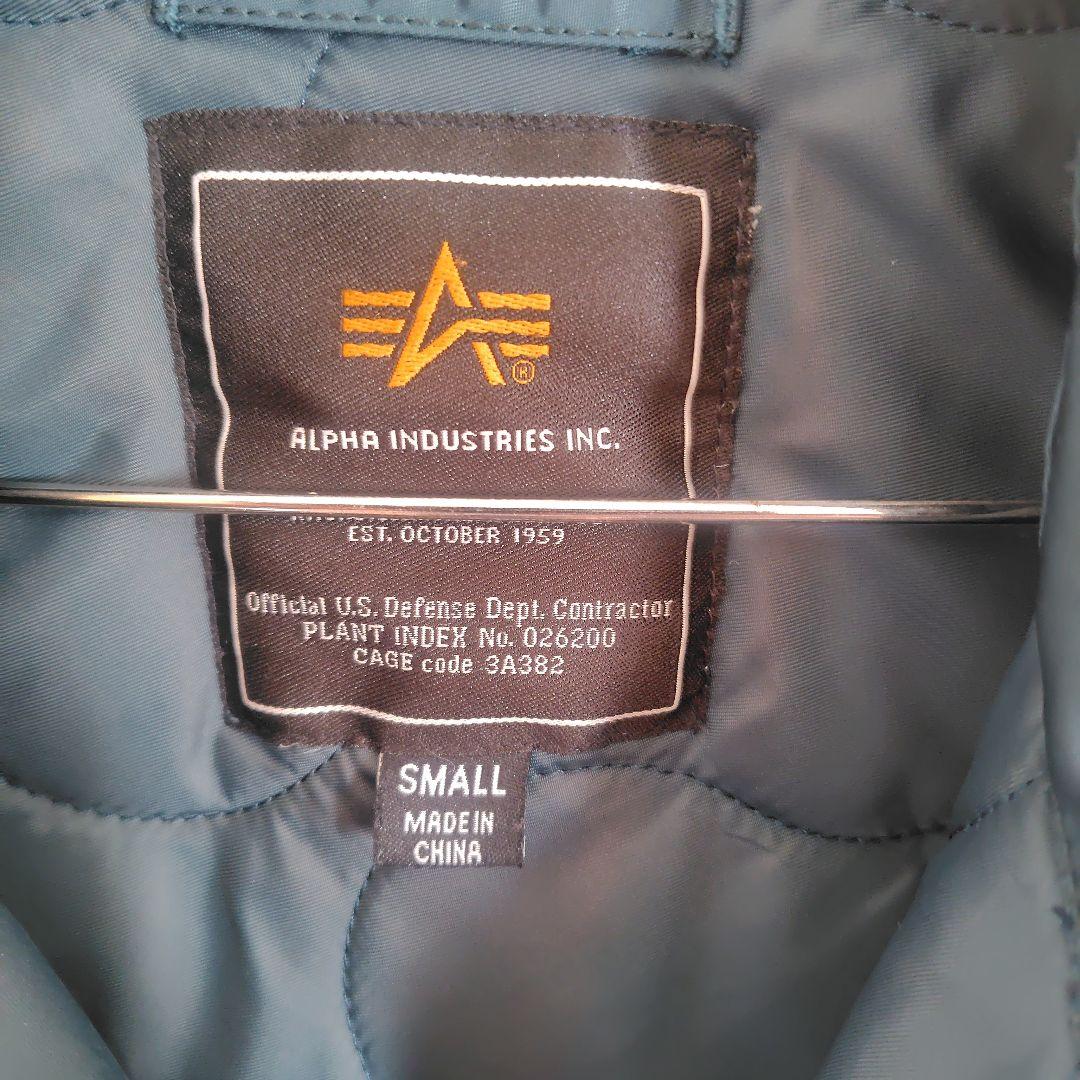 ®
ALPHA INDUSTRIES INC.
EST. OCTOBER 1959
Official U.S. Defense Dept. Contractor
PLANT INDEX No. 026200
CAGE code 3A382
SMALL
MADE IN
CHINA